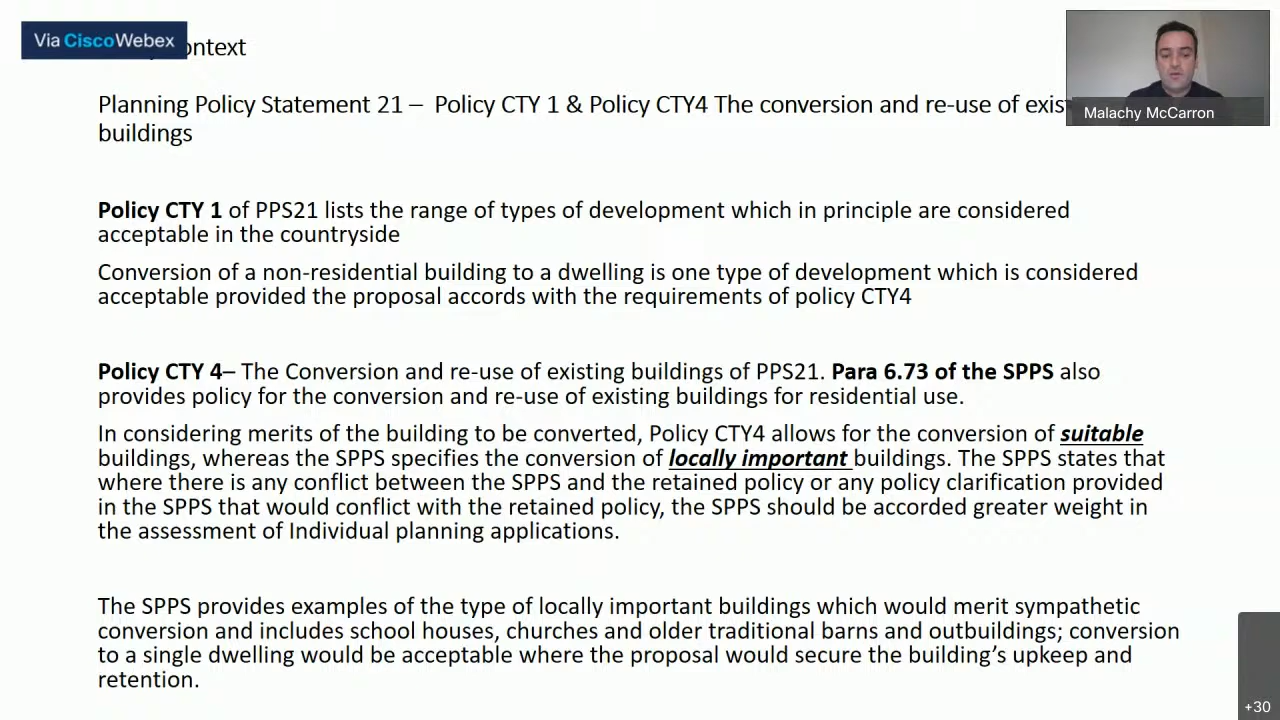 Via CiscoWebex
ontext
Planning Policy Statement 21 – Policy CTY 1 & Policy CTY4 The conversion and re-use of exis
buildings
Malachy McCarron
Policy CTY 1 of PPS21 lists the range of types of development which in principle are considered
acceptable in the countryside
Conversion of a non-residential building to a dwelling is one type of development which is considered
acceptable provided the proposal accords with the requirements of policy CTY4
Policy CTY 4– The Conversion and re-use of existing buildings of PPS21. Para 6.73 of the SPPS also
provides policy for the conversion and re-use of existing buildings for residential use.
In considering merits of the building to be converted, Policy CTY4 allows for the conversion of suitable
buildings, whereas the SPPS specifies the conversion of locally important buildings. The SPPS states that
where there is any conflict between the SPPS and the retained policy or any policy clarification provided
in the SPPS that would conflict with the retained policy, the SPPS should be accorded greater weight in
the assessment of Individual planning applications.
The SPPS provides examples of the type of locally important buildings which would merit sympathetic
conversion and includes school houses, churches and older traditional barns and outbuildings; conversion
to a single dwelling would be acceptable where the proposal would secure the building’s upkeep and
retention.
+30